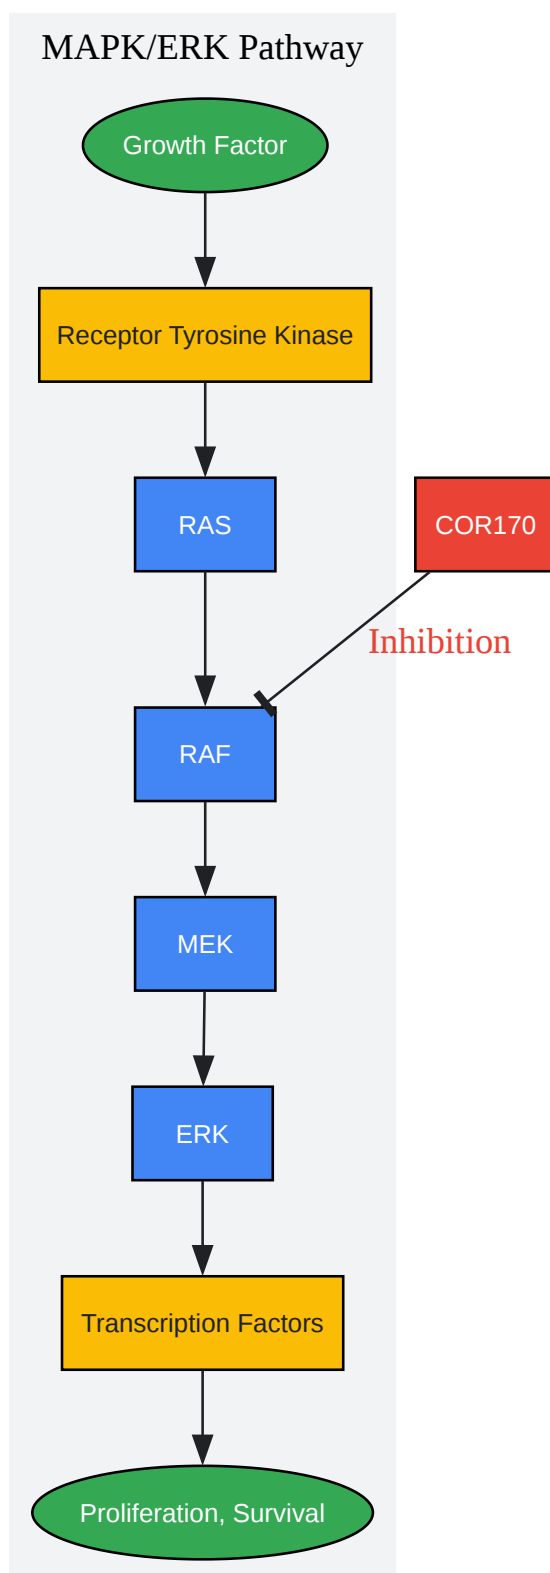 MAPK/ERK Pathway
Growth Factor
Receptor Tyrosine Kinase
RAS
COR170
Inhibition
RAF
MEK
ERK
Transcription Factors
Proliferation, Survival